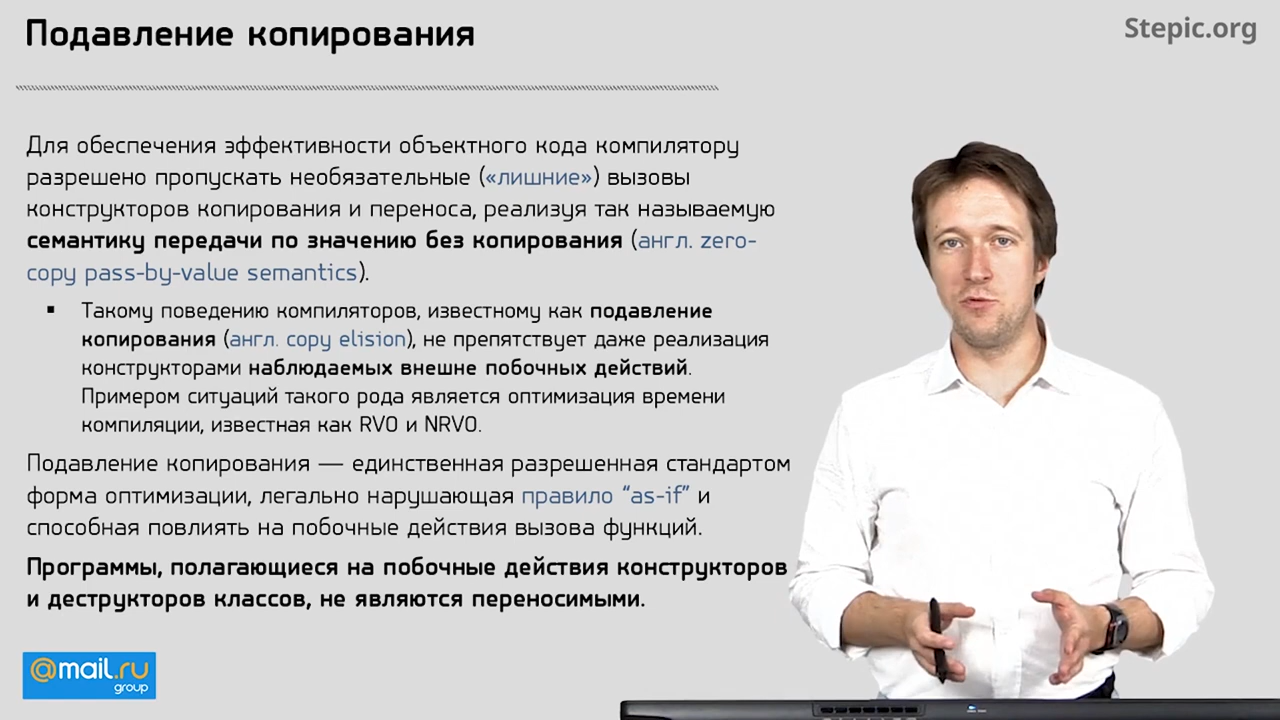 Подавление копирования
Stepic.org
Для обеспечения эффективности объектного кода компилятору
разрешено пропускать необязательные («лишние») вызовы
конструкторов копирования и переноса, реализуя так называемую
семантику передачи по значению без копирования (англ. zero-
copy pass-by-value semantics).
▪ Такому поведению компиляторов, известному как подавление
копирования (англ. copy elision), не препятствует даже реализация
конструкторами наблюдаемых внешне побочных действий.
Примером ситуаций такого рода является оптимизация времени
компиляции, известная как RVO и NRVO.
Подавление копирования — единственная разрешенная стандартом
форма оптимизации, легально нарушающая правило “as-if” и
способная повлиять на побочные действия вызова функций.
Программы, полагающиеся на побочные действия конструкторов
и деструкторов классов, не являются переносимыми.
@mail.ru
group